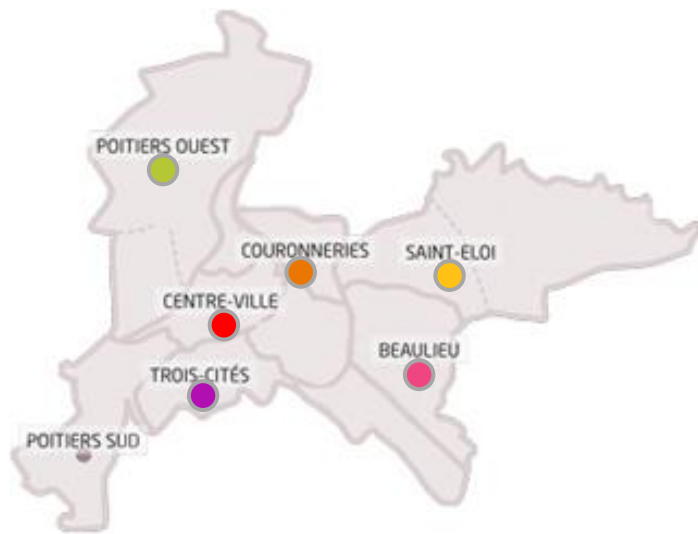 POITIERS OUEST
COURONNERIES
SAINT-ELOI
CENTRE-VILLE
BEAULIEU
TROIS-CITÉS
POITIERS SUD